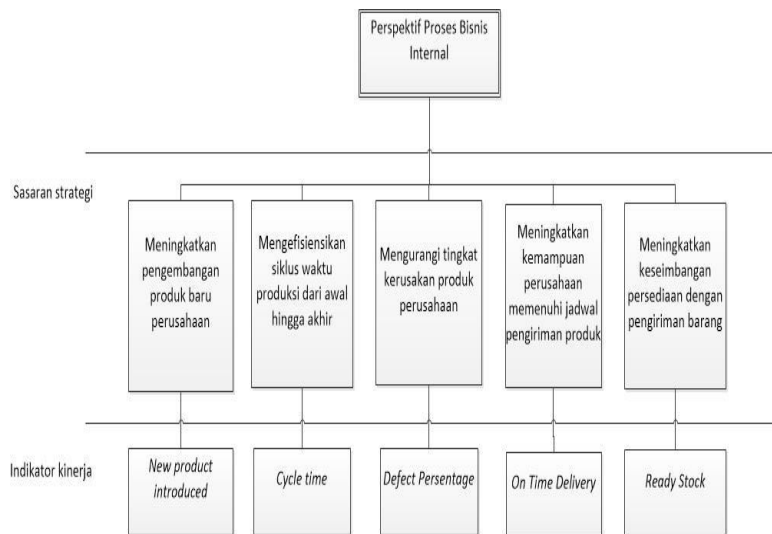 Perspektif Proses Bisnis
Internal
Sasaran strategi
Meningkatkan
pengembangan
produk baru
perusahaan
Mengefisiensikan
siklus waktu
produksi dari awal
hingga akhir
Mengurangi tingkat
kerusakan produk
perusahaan
Meningkatkan
kemampuan
perusahaan
memenuhi jadwal
pengiriman produk
Meningkatkan
keseimbangan
persediaan dengan
pengiriman barang
Indikator kinerja
New product
introduced
Cycle time
Defect Persentage
On Time Delivery
Ready Stock